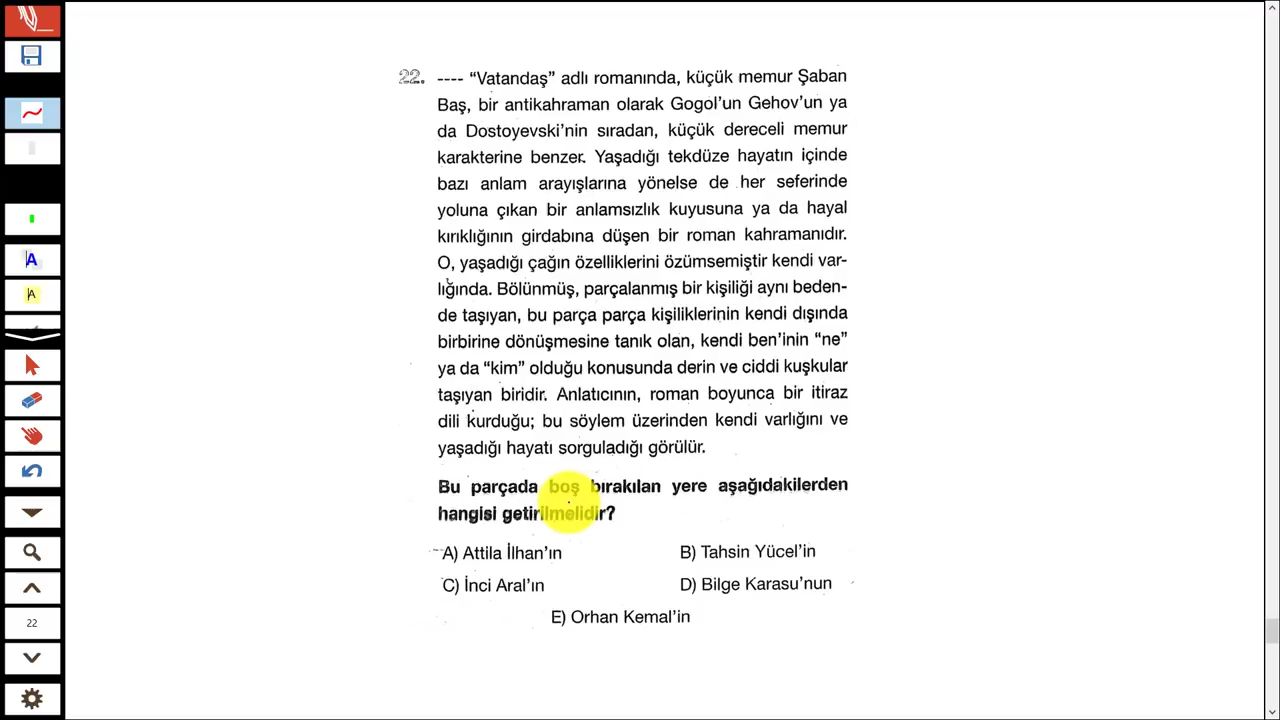 22. ---- “Vatandaş” adlı romanında, küçük memur Şaban
Baş, bir antikahraman olarak Gogol’un Gehov’un ya
da Dostoyevski’nin sıradan, küçük dereceli memur
karakterine benzer. Yaşadığı tekdüze hayatın içinde
bazı anlam arayışlarına yönelse de her seferinde
yoluna çıkan bir anlamsızlık kuyusuna ya da hayal
kırıklığının girdabına düşen bir roman kahramanıdır.
O, yaşadığı çağın özelliklerini özümsemiştir kendi var-
lığında. Bölünmüş, parçalanmış bir kişiliği aynı beden-
de taşıyan, bu parça parça kişiliklerinin kendi dışında
birbirine dönüşmesine tanık olan, kendi ben’inin “ne”
ya da “kim” olduğu konusunda derin ve ciddi kuşkular
taşıyan biridir. Anlatıcının, roman boyunca bir itiraz
dili kurduğu; bu söylem üzerinden kendi varlığını ve
yaşadığı hayatı sorguladığı görülür.
Bu parçada boş bırakılan yere aşağıdakilerden
hangisi getirilmelidir?
A) Attila İlhan’ın B) Tahsin Yücel’in
C) İnci Aral’ın D) Bilge Karasu’nun
E) Orhan Kemal’in
A
A
22